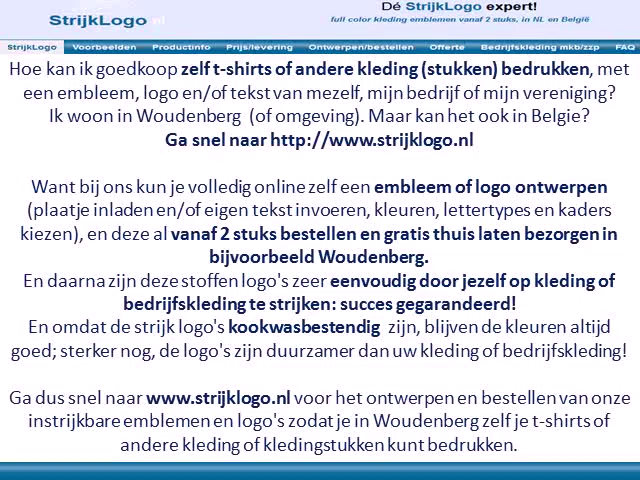 Dé StrijkLogo expert!
StrijkLogo.nl
full color kleding emblemen vanaf 2 stuks, in NL en België
StrijkLogo Voorbeelden Productinfo Prijs/levering Ontwerpen/bestellen Offerte Bedrijfskleding mkb/zzp FAQ
Hoe kan ik goedkoop zelf t-shirts of andere kleding (stukken) bedrukken, met
een embleem, logo en/of tekst van mezelf, mijn bedrijf of mijn vereniging?
Ik woon in Woudenberg (of omgeving). Maar kan het ook in Belgie?
Ga snel naar http://www.strijklogo.nl
Want bij ons kun je volledig online zelf een embleem of logo ontwerpen
(plaatje inladen en/of eigen tekst invoeren, kleuren, lettertypes en kaders
kiezen), en deze al vanaf 2 stuks bestellen en gratis thuis laten bezorgen in
bijvoorbeeld Woudenberg.
En daarna zijn deze stoffen logo's zeer eenvoudig door jezelf op kleding of
bedrijfskleding te strijken: succes gegarandeerd!
En omdat de strijk logo's kookwasbestendig zijn, blijven de kleuren altijd
goed; sterker nog, de logo's zijn duurzamer dan uw kleding of bedrijfskleding!
Ga dus snel naar www.strijklogo.nl voor het ontwerpen en bestellen van onze
instrijkbare emblemen en logo's zodat je in Woudenberg zelf je t-shirts of
andere kleding of kledingstukken kunt bedrukken.